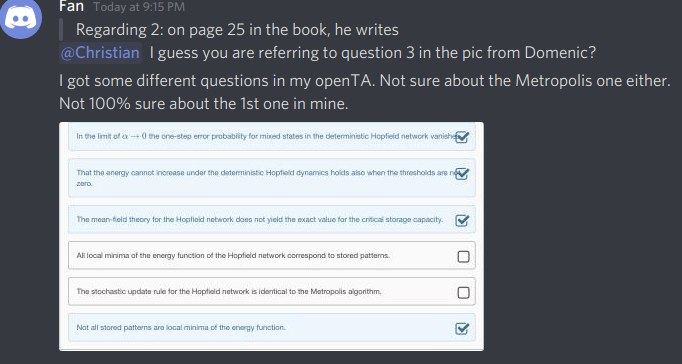 Fan Today at 9:15 PM
Regarding 2: on page 25 in the book, he writes
@Christian I guess you are referring to question 3 in the pic from Domenic?
I got some different questions in my openTA. Not sure about the Metropolis one either.
Not 100% sure about the 1st one in mine.
In the limit of α → 0 the one-step error probability for mixed states in the deterministic Hopfield network
That the energy cannot increase under the deterministic Hopfield dynamics holds also when the thresholds are
zero.
The mean-field theory for the Hopfield network does not yield the exact value for the critical storage capacity.
All local minima of the energy function of the Hopfield network correspond to stored patterns.
The stochastic update rule for the Hopfield network is identical to the Metropolis algorithm.
Not all stored patterns are local minima of the energy function.